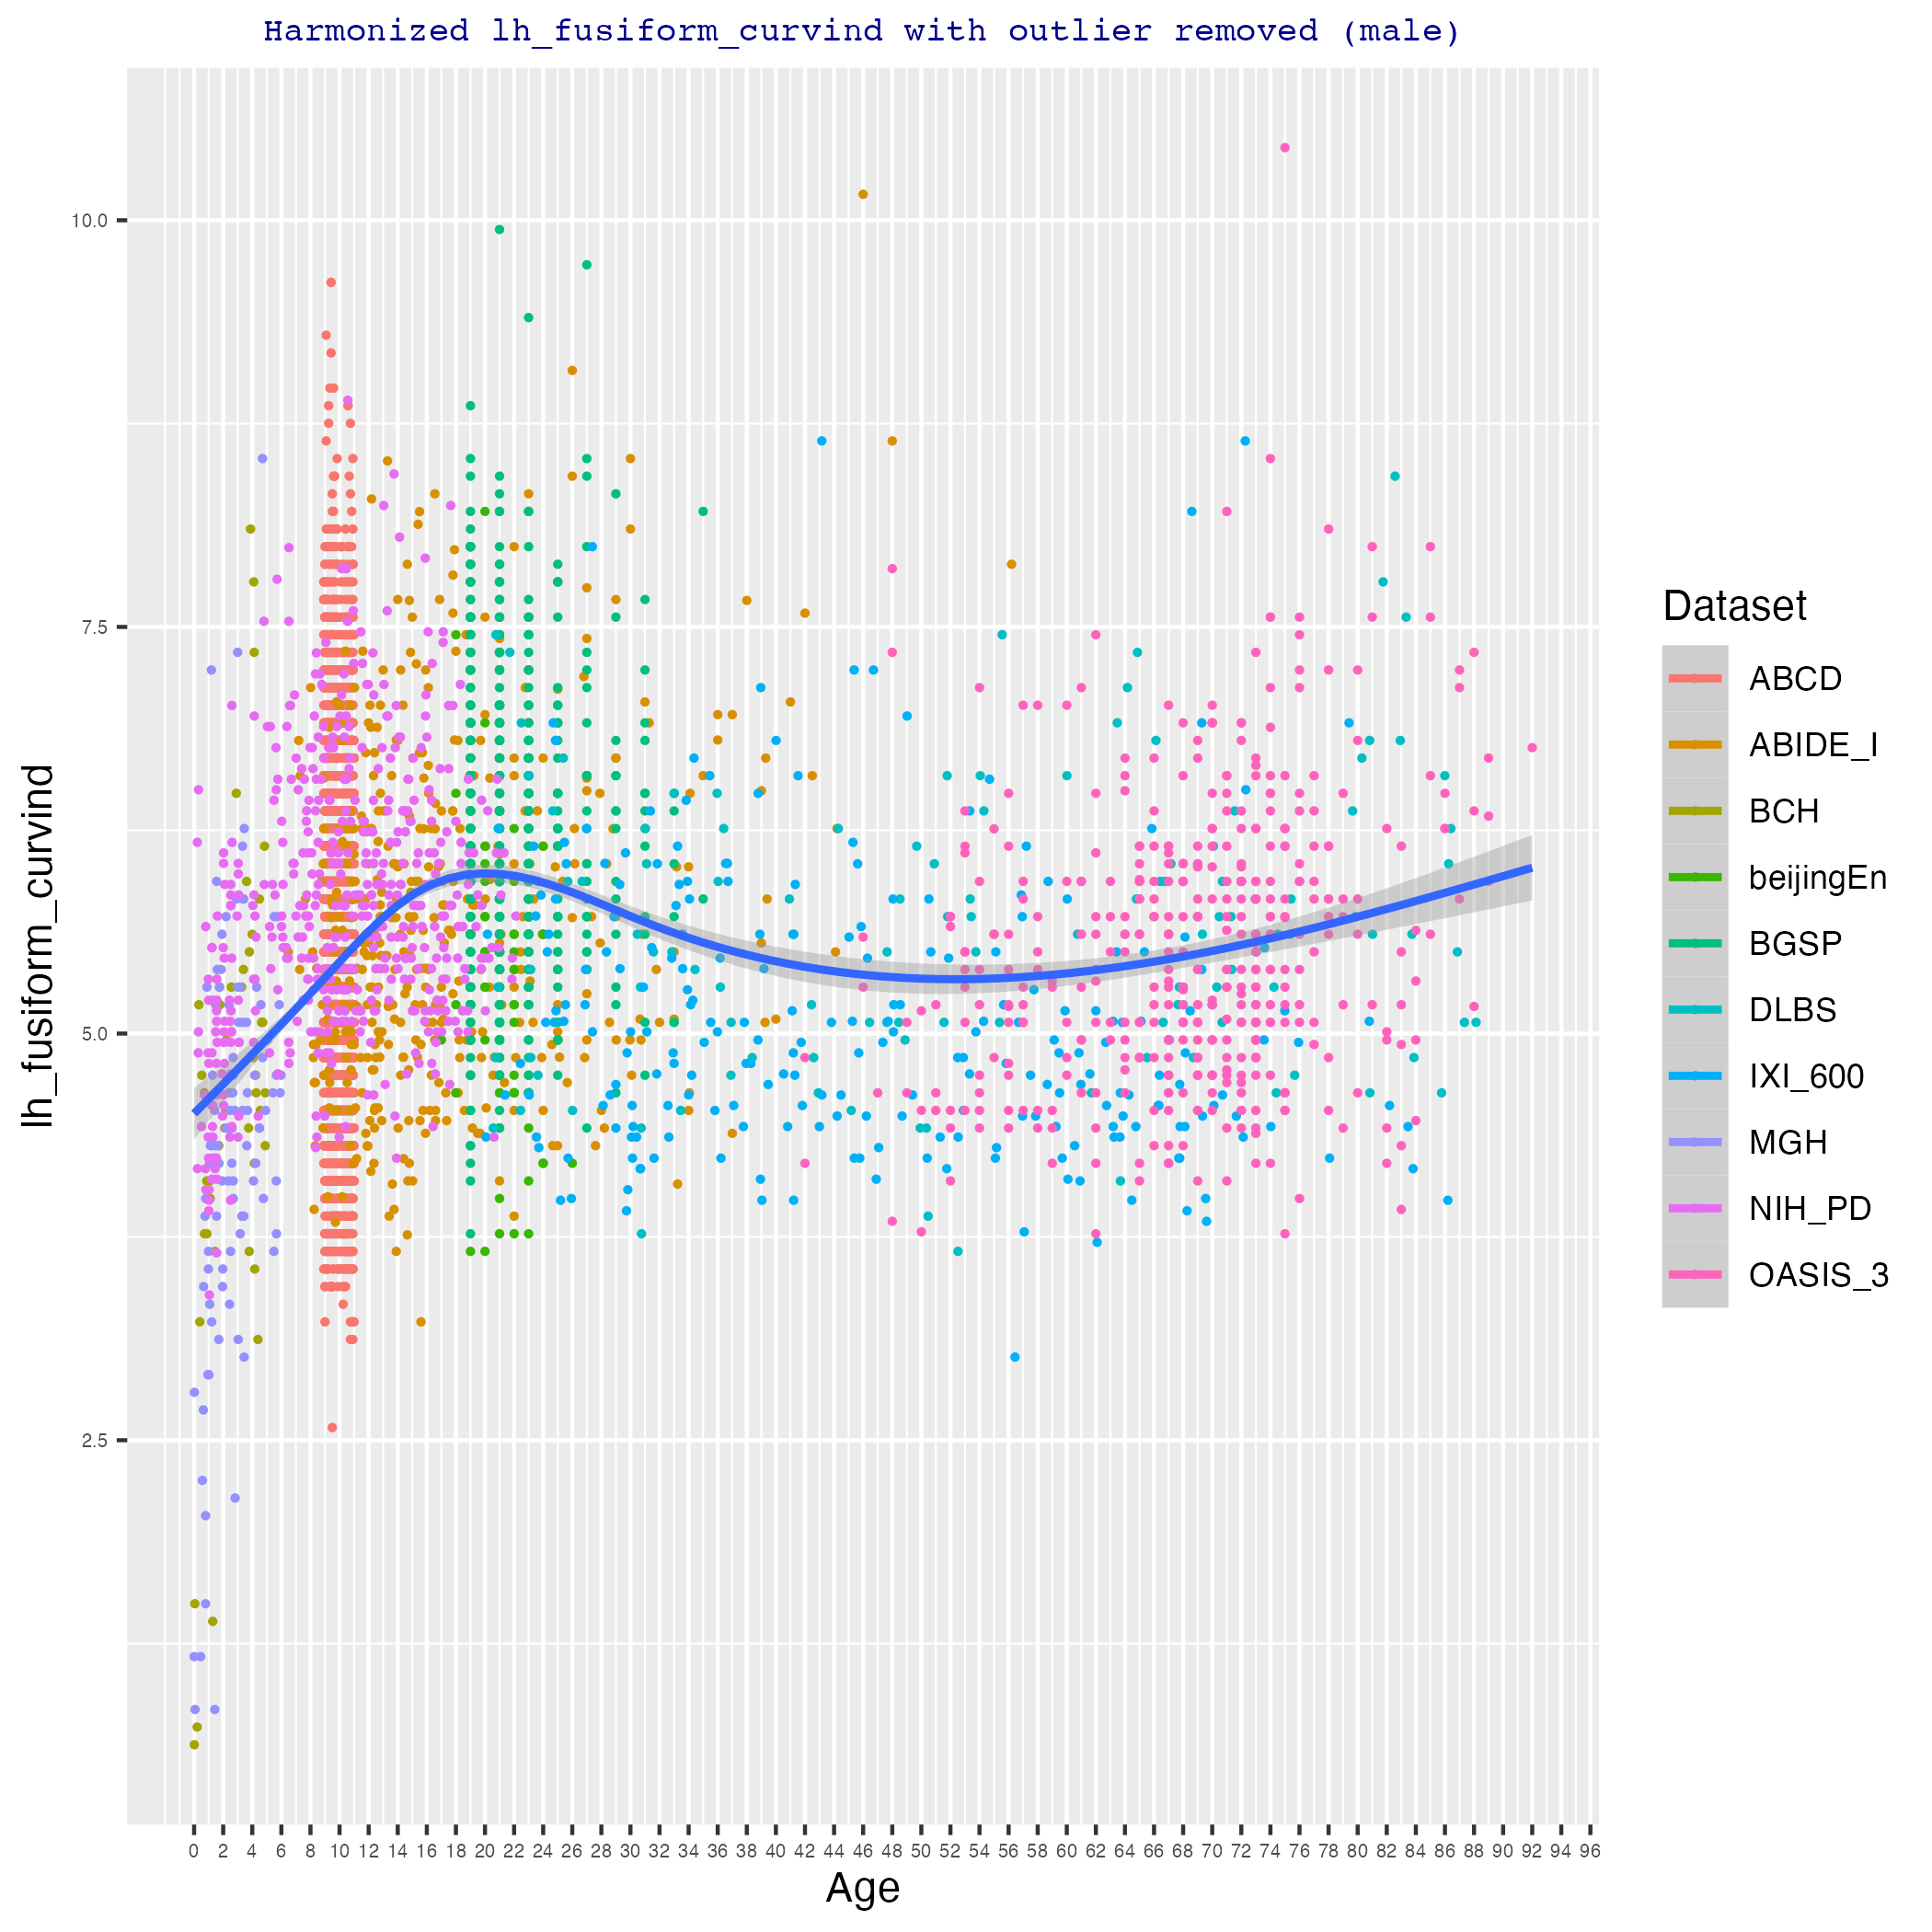 Harmonized lh_fusiform_curvind with outlier removed (male)
lh_fusiform_curvind
10.0
7.5
5.0
2.5
0 2 4 6 8 10 12 14 16 18 20 22 24 26 28 30 32 34 36 38 40 42 44 46 48 50 52 54 56 58 60 62 64 66 68 70 72 74 76 78 80 82 84 86 88 90 92 94 96
Age
Dataset
ABCD
ABIDE_I
BCH
beijingEn
BGSP
DLBS
IXI_600
MGH
NIH_PD
OASIS_3